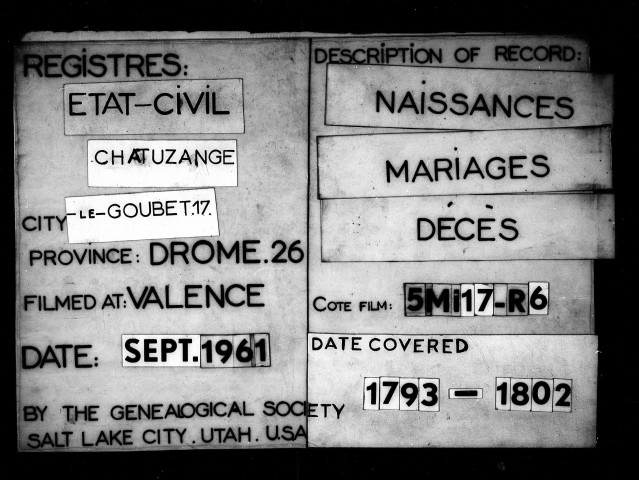 REGISTRES:
ETAT-CiViL
CHATUZANGE
CITY -LE-GOUBET.17.
PROVINCE: DROME.26
FILMED AT: VALENCE
DATE: SEPT. 1961
BY THE GENEALOGICAL SOCIETY
SALT LAKE CITY. UTAH. U.S.A
DESCRIPTION OF RECORD:
NAiSSANCES
MARiAGES
DÉCÈS
COTE FILM: 5Mi17-R6
DATE COVERED
1793 - 1802